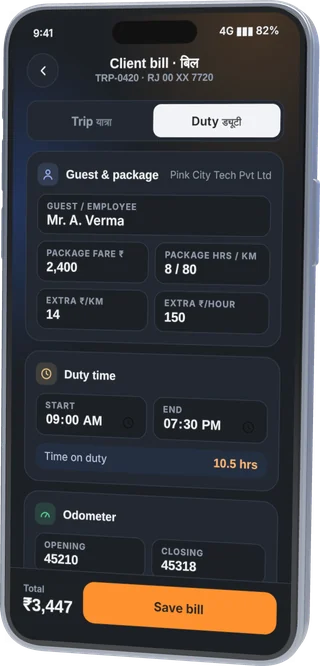 9:41
4G 82%
Client bill · बिल
TRP-0420 · RJ 00 XX 7720
Trip यात्रा
Duty ड्यूटी
Guest & package
Pink City Tech Pvt Ltd
GUEST / EMPLOYEE
Mr. A. Verma
PACKAGE FARE ₹
2,400
PACKAGE HRS / KM
8 / 80
EXTRA ₹/KM
14
EXTRA ₹/HOUR
150
Duty time
START
09:00 AM
END
07:30 PM
Time on duty
10.5 hrs
Odometer
OPENING
45210
CLOSING
45318
Total
₹3,447
Save bill